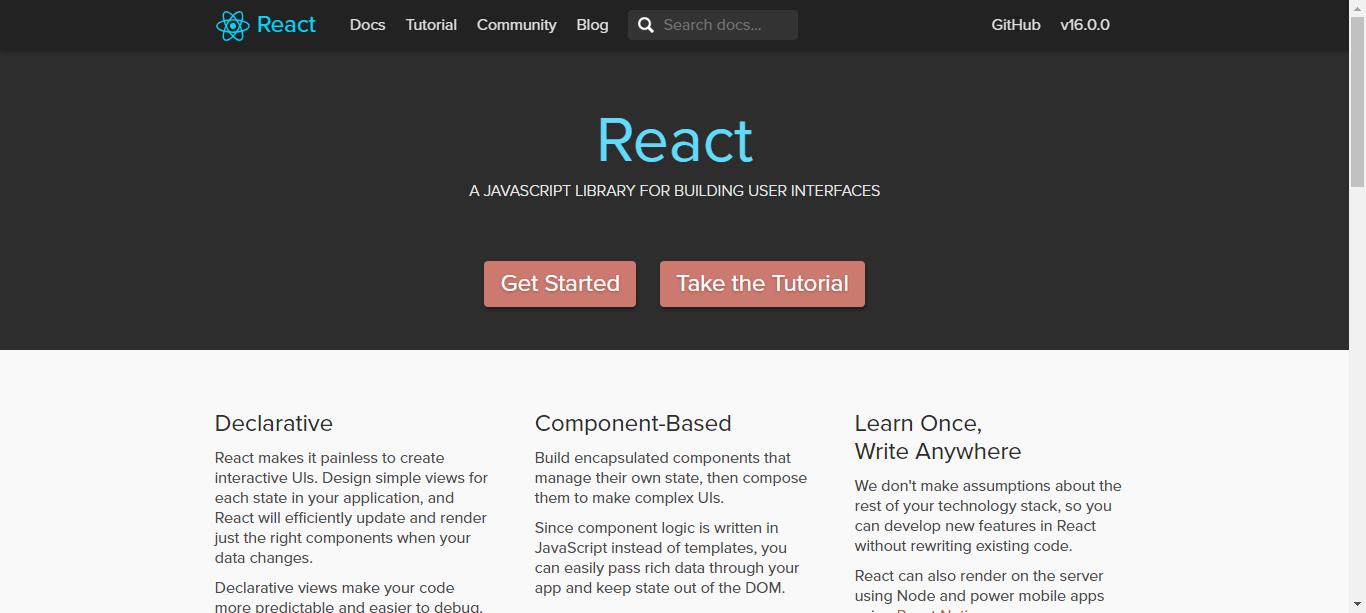 React Docs Tutorial Community Blog Search docs... GitHub v16.0.0
React
A JAVASCRIPT LIBRARY FOR BUILDING USER INTERFACES
Get Started Take the Tutorial
Declarative
React makes it painless to create
interactive UIs. Design simple views for
each state in your application, and
React will efficiently update and render
just the right components when your
data changes.
Declarative views make your code
more predictable and easier to debug.
Component-Based
Build encapsulated components that
manage their own state, then compose
them to make complex UIs.
Since component logic is written in
JavaScript instead of templates, you
can easily pass rich data through your
app and keep state out of the DOM.
Learn Once,
Write Anywhere
We don't make assumptions about the
rest of your technology stack, so you
can develop new features in React
without rewriting existing code.
React can also render on the server
using Node and power mobile apps